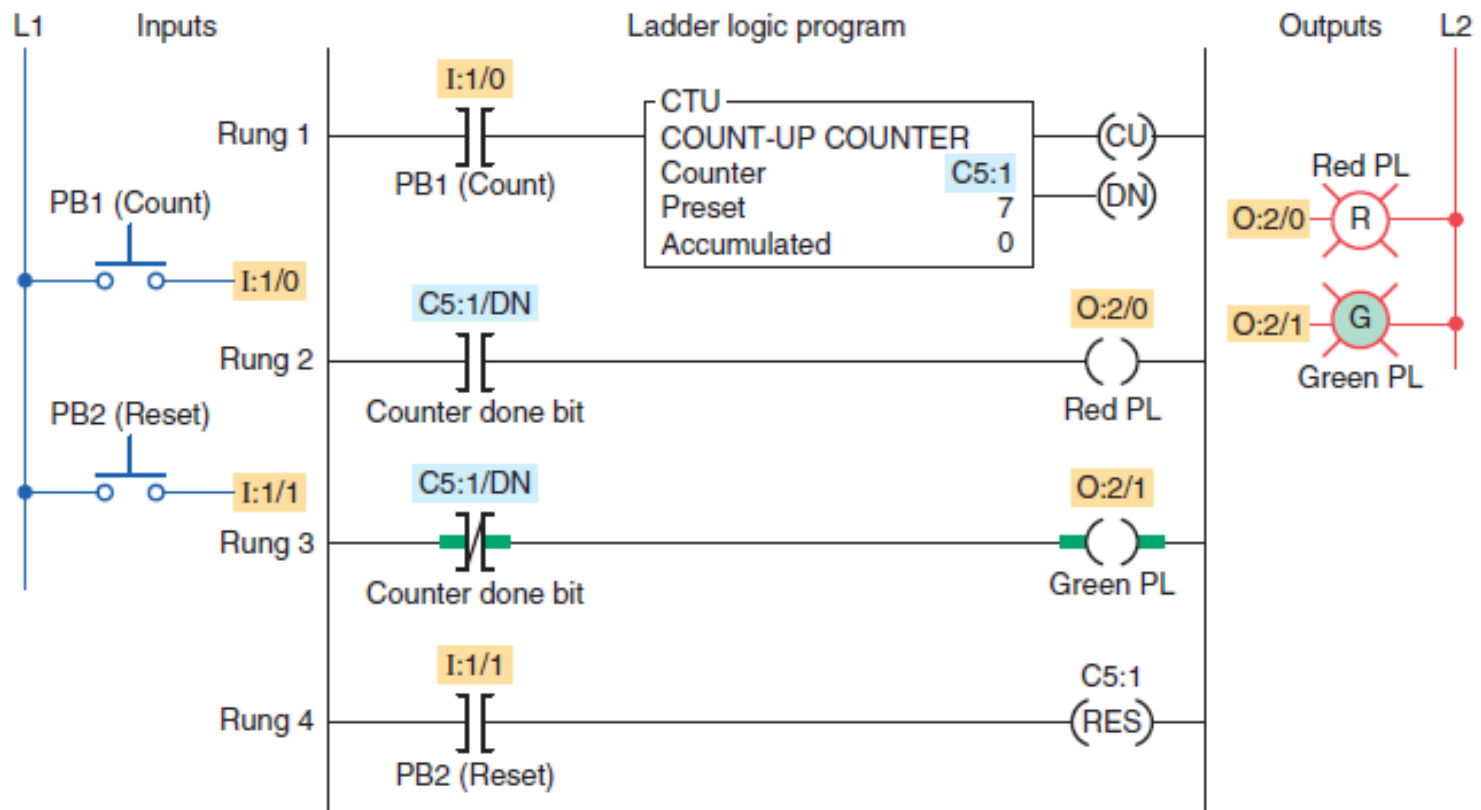 L1 Inputs Ladder logic program Outputs L2
I:1/0
Rung 1
PB1 (Count)
CTU
COUNT-UP COUNTER
Counter C5:1
Preset 7
Accumulated 0
CU
DN
PB1 (Count)
I:1/0
Red PL
O:2/0 R
O:2/1 G
Green PL
C5:1/DN
O:2/0
Rung 2
Counter done bit
Red PL
PB2 (Reset)
I:1/1
C5:1/DN
O:2/1
Rung 3
Counter done bit
Green PL
I:1/1
C5:1
Rung 4
RES
PB2 (Reset)